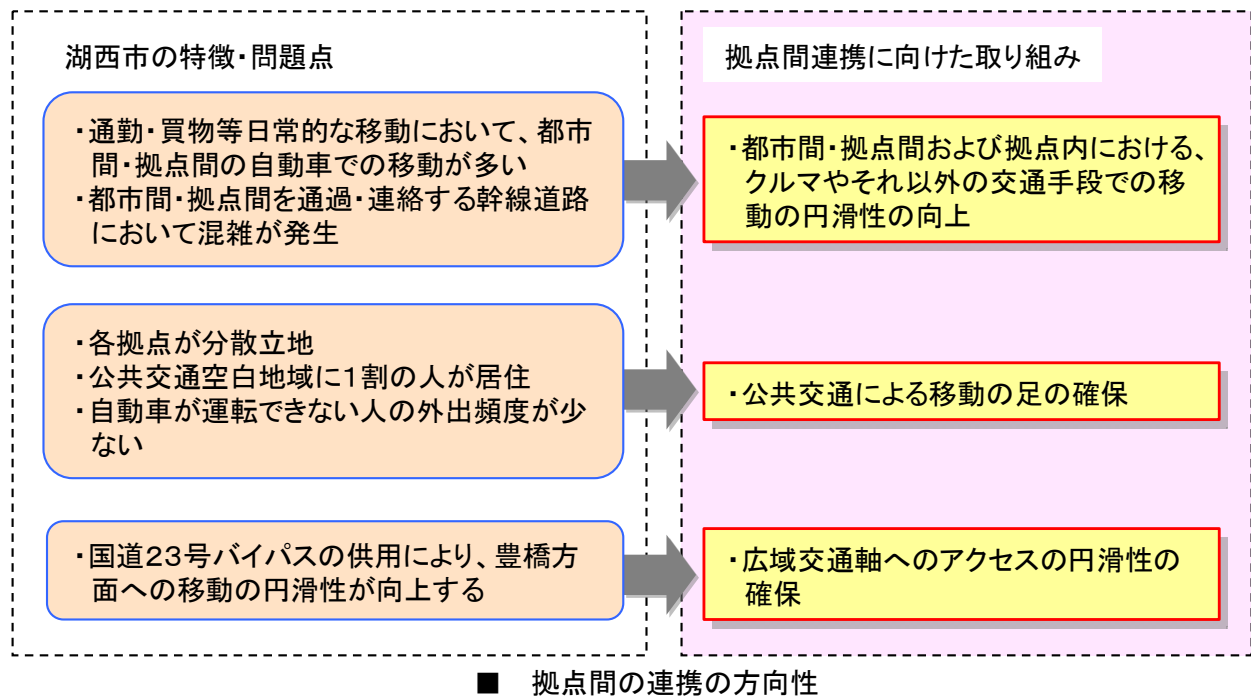 湖西市の特徴・問題点
・通勤・買物等日常的な移動において、都市
間・拠点間の自動車での移動が多い
・都市間・拠点間を通過・連絡する幹線道路
において混雑が発生
・各拠点が分散立地
・公共交通空白地域に１割の人が居住
・自動車が運転できない人の外出頻度が少
ない
・国道２３号バイパスの供用により、豊橋方
面への移動の円滑性が向上する
拠点間連携に向けた取り組み
・都市間・拠点間および拠点内における、
クルマやそれ以外の交通手段での移
動の円滑性の向上
・公共交通による移動の足の確保
・広域交通軸へのアクセスの円滑性の
確保
■　拠点間の連携の方向性